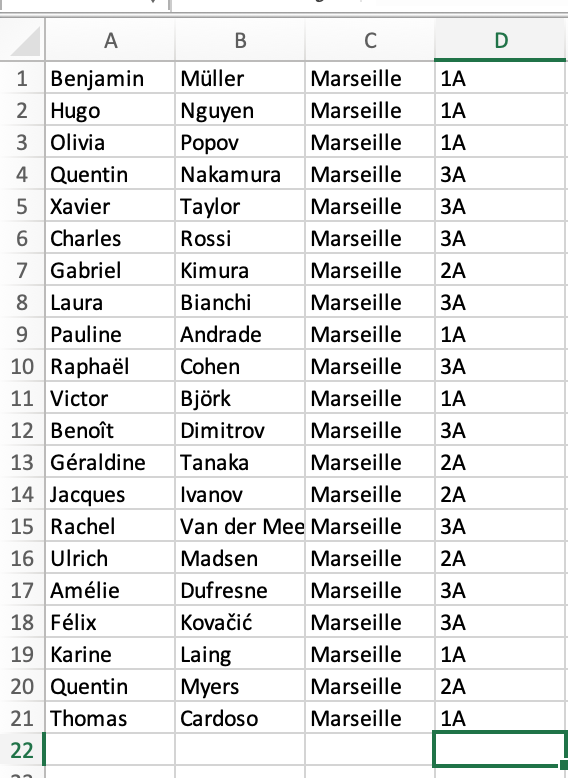 A B C D
1 Benjamin Müller Marseille 1A
2 Hugo Nguyen Marseille 1A
3 Olivia Popov Marseille 1A
4 Quentin Nakamura Marseille 3A
5 Xavier Taylor Marseille 3A
6 Charles Rossi Marseille 3A
7 Gabriel Kimura Marseille 2A
8 Laura Bianchi Marseille 3A
9 Pauline Andrade Marseille 1A
10 Raphaël Cohen Marseille 3A
11 Victor Björk Marseille 1A
12 Benoît Dimitrov Marseille 3A
13 Géraldine Tanaka Marseille 2A
14 Jacques Ivanov Marseille 2A
15 Rachel Van der Mee Marseille 3A
16 Ulrich Madsen Marseille 2A
17 Amélie Dufresne Marseille 3A
18 Félix Kovačić Marseille 3A
19 Karine Laing Marseille 1A
20 Quentin Myers Marseille 2A
21 Thomas Cardoso Marseille 1A
22